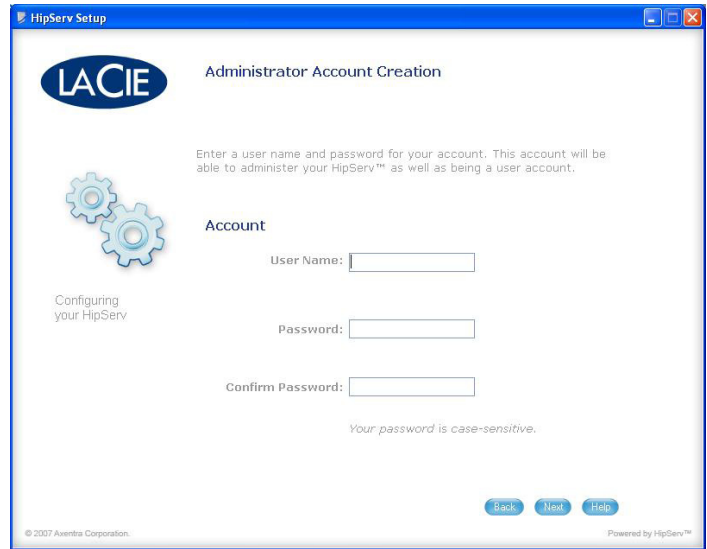 HipServ Setup
LACIE
Administrator Account Creation
Enter a user name and password for your account. This account will be
able to administer your HipServ™ as well as being a user account.
Account
User Name:
Configuring
your HipServ
Password:
Confirm Password:
Your password is case-sensitive.
Back Next Help
© 2007 Axentra Corporation.
Powered by HipServ™